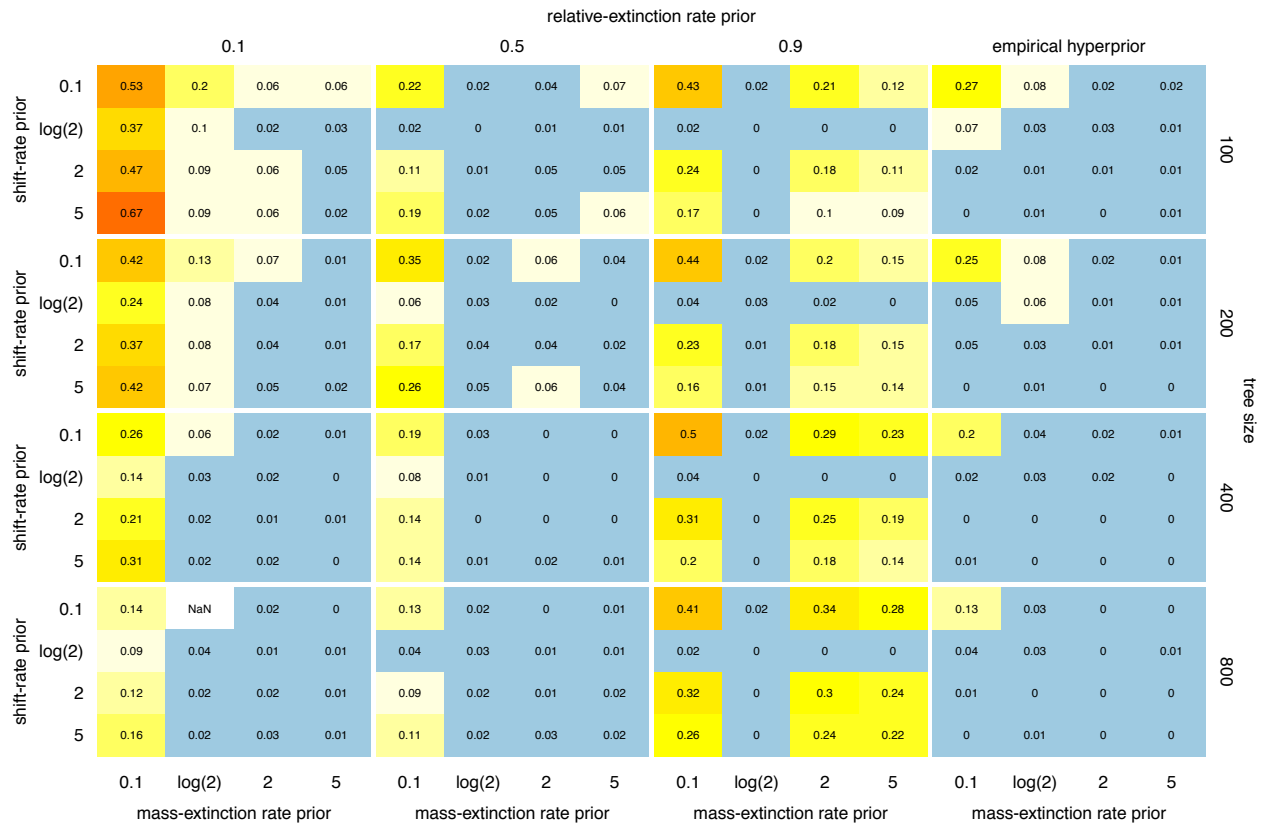 relative-extinction rate prior
0.1 0.5 0.9 empirical hyperprior
0.1 0.53 0.2 0.06 0.06 0.22 0.02 0.04 0.07 0.43 0.02 0.21 0.12 0.27 0.08 0.02 0.02
log(2) 0.37 0.1 0.02 0.03 0.02 0 0.01 0.01 0.02 0 0 0 0.07 0.03 0.03 0.01
2 0.47 0.09 0.06 0.05 0.11 0.01 0.05 0.05 0.24 0 0.18 0.11 0.02 0.01 0.01 0.01
5 0.67 0.09 0.06 0.02 0.19 0.02 0.05 0.06 0.17 0 0.1 0.09 0 0.01 0 0.01
shift-rate prior
100
0.1 0.42 0.13 0.07 0.01 0.35 0.02 0.06 0.04 0.44 0.02 0.2 0.15 0.25 0.08 0.02 0.01
log(2) 0.24 0.08 0.04 0.01 0.06 0.03 0.02 0 0.04 0.03 0.02 0 0.05 0.06 0.01 0.01
2 0.37 0.08 0.04 0.01 0.17 0.04 0.04 0.02 0.23 0.01 0.18 0.15 0.05 0.03 0.01 0.01
5 0.42 0.07 0.05 0.02 0.26 0.05 0.06 0.04 0.16 0.01 0.15 0.14 0 0.01 0 0
shift-rate prior
200
tree size
0.1 0.26 0.06 0.02 0.01 0.19 0.03 0 0 0.5 0.02 0.29 0.23 0.2 0.04 0.02 0.01
log(2) 0.14 0.03 0.02 0 0.08 0.01 0 0 0.04 0 0 0 0.02 0.03 0.02 0
2 0.21 0.02 0.01 0.01 0.14 0 0 0 0.31 0 0.25 0.19 0 0 0 0
5 0.31 0.02 0.02 0 0.14 0.01 0.02 0.01 0.2 0 0.18 0.14 0.01 0 0 0
shift-rate prior
400
0.1 0.14 NaN 0.02 0 0.13 0.02 0 0.01 0.41 0.02 0.34 0.28 0.13 0.03 0 0
log(2) 0.09 0.04 0.01 0.01 0.04 0.03 0.01 0.01 0.02 0 0 0 0.04 0.03 0 0.01
2 0.12 0.02 0.02 0.01 0.09 0.02 0.01 0.02 0.32 0 0.3 0.24 0.01 0 0 0
5 0.16 0.02 0.03 0.01 0.11 0.02 0.03 0.02 0.26 0 0.24 0.22 0 0.01 0 0
shift-rate prior
800
0.1 log(2) 2 5 0.1 log(2) 2 5 0.1 log(2) 2 5 0.1 log(2) 2 5
mass-extinction rate prior mass-extinction rate prior mass-extinction rate prior mass-extinction rate prior